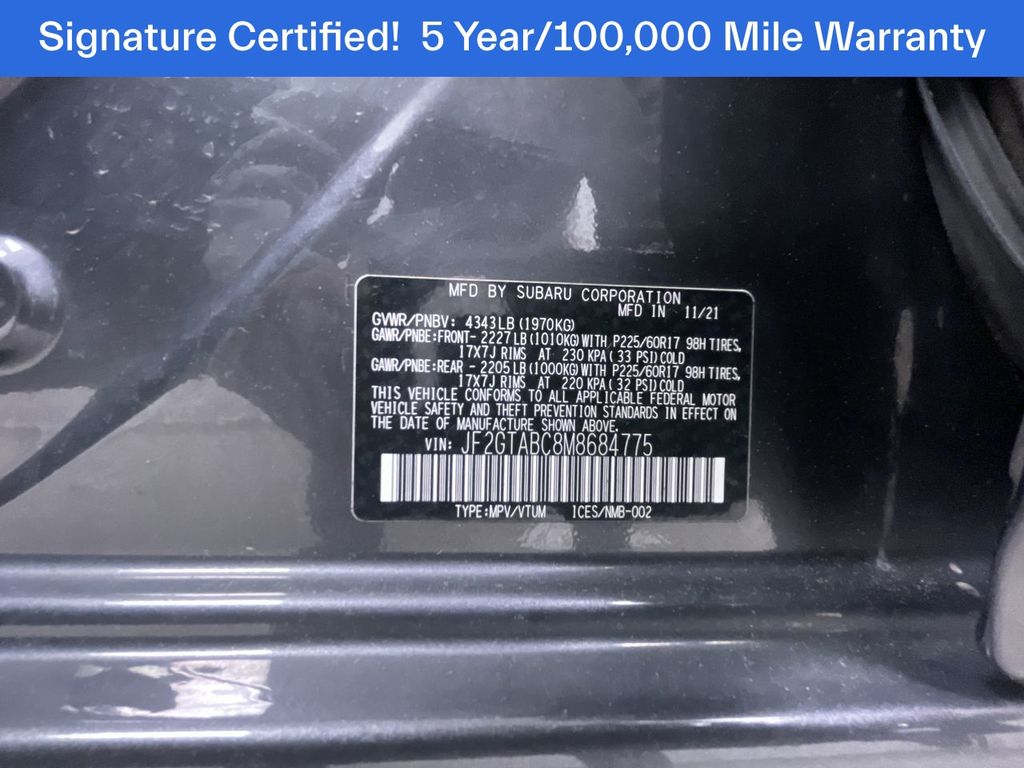 Signature Certified! 5 Year/100,000 Mile Warranty
MFD BY SUBARU CORPORATION
MFD IN 11/21
GVWR/PNBV: 4343LB (1970KG)
GAWR/PNBE:FRONT- 2227LB(1010KG)WITH P225/60R17 98H TIRES,
17X7J RIMS AT 230 KPA( 33 PSI)COLD
GAWR/PNBE:REAR - 2205LB(1000KG)WITH P225/60R17 98H TIRES,
17X7J RIMS AT 220 KPA( 32 PSI)COLD
THIS VEHICLE CONFORMS TO ALL APPLICABLE FEDERAL MOTOR
VEHICLE SAFETY AND THEFT PREVENTION STANDARDS IN EFFECT ON
THE DATE OF MANUFACTURE SHOWN ABOVE.
VIN: JF2GTABC8M8684775
TYPE:MPV/VTUM ICES/NMB-002